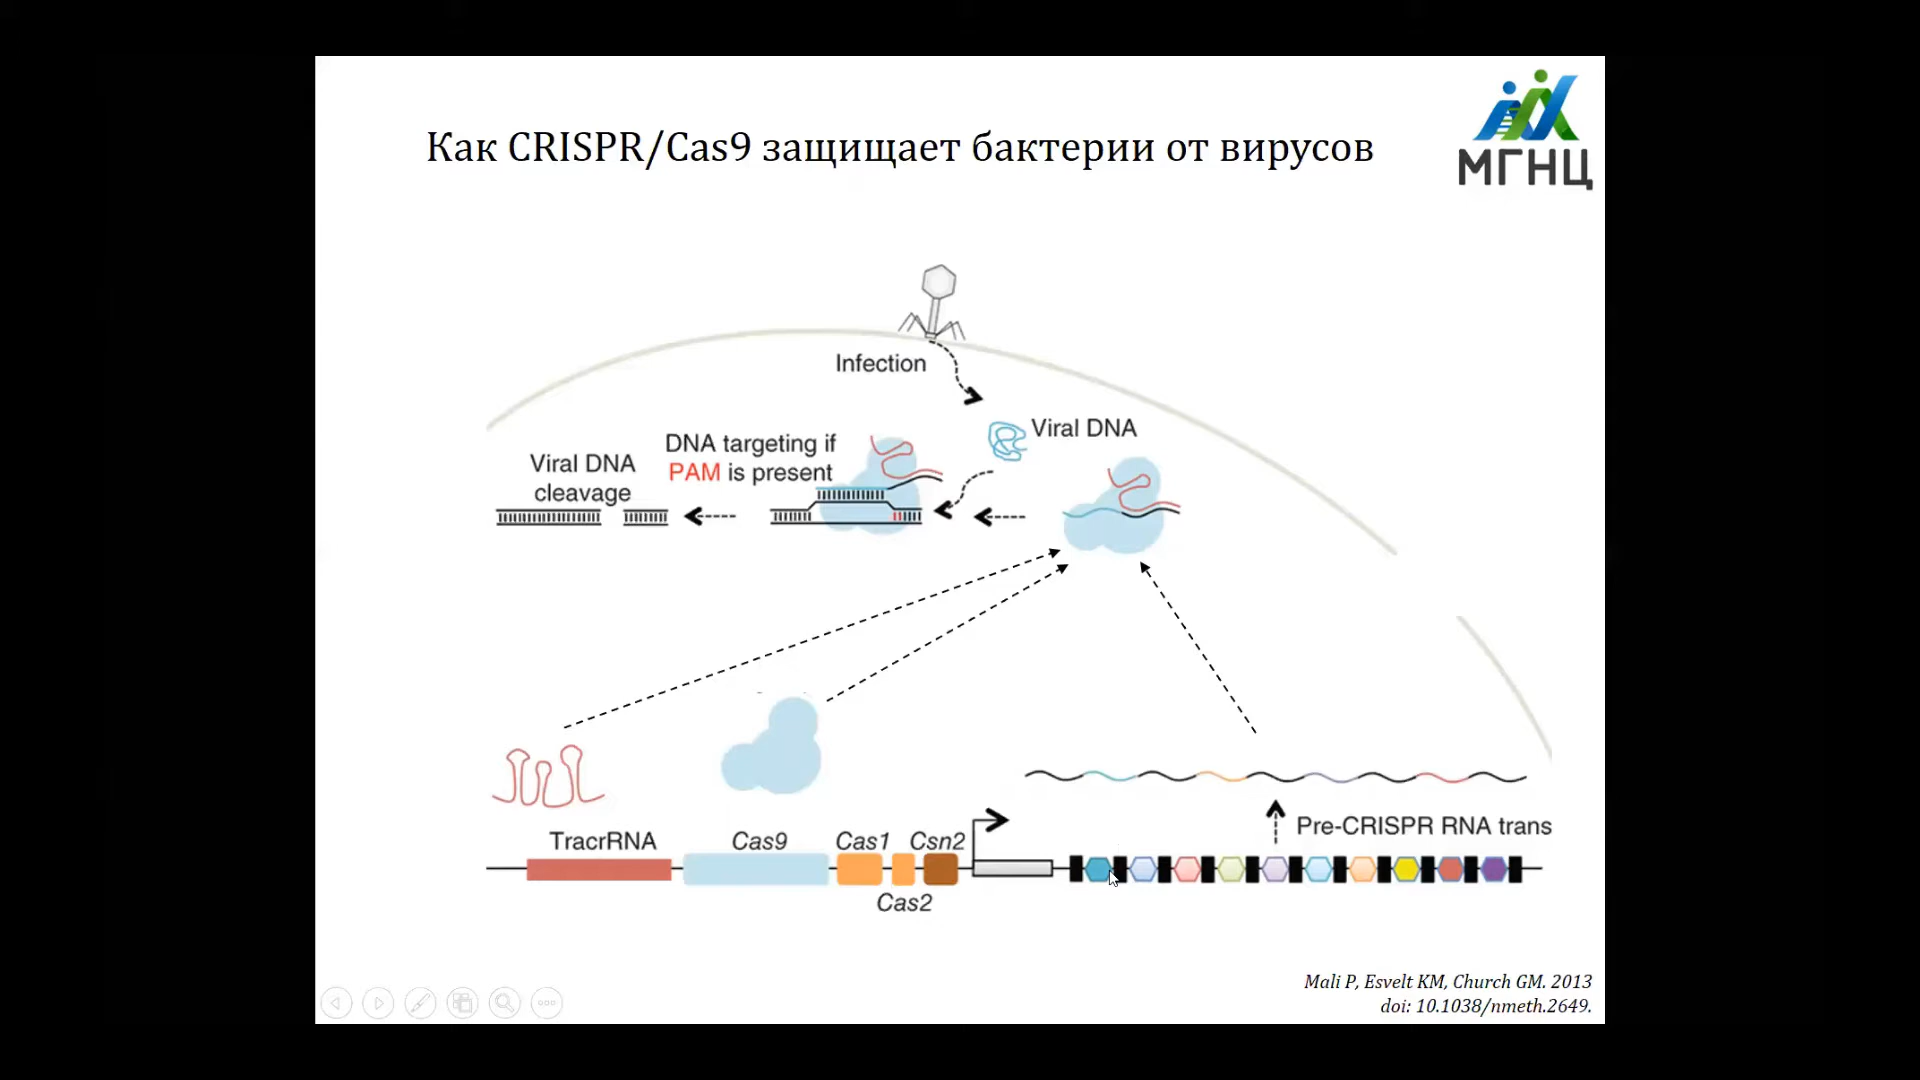 Как CRISPR/Cas9 защищает бактерии от вирусов
МГНЦ
Infection
Viral DNA
DNA targeting if
PAM is present
Viral DNA
cleavage
Pre-CRISPR RNA trans
TracrRNA
Cas9
Cas1
Csn2
Cas2
Mali P, Esvelt KM, Church GM. 2013
doi: 10.1038/nmeth.2649.